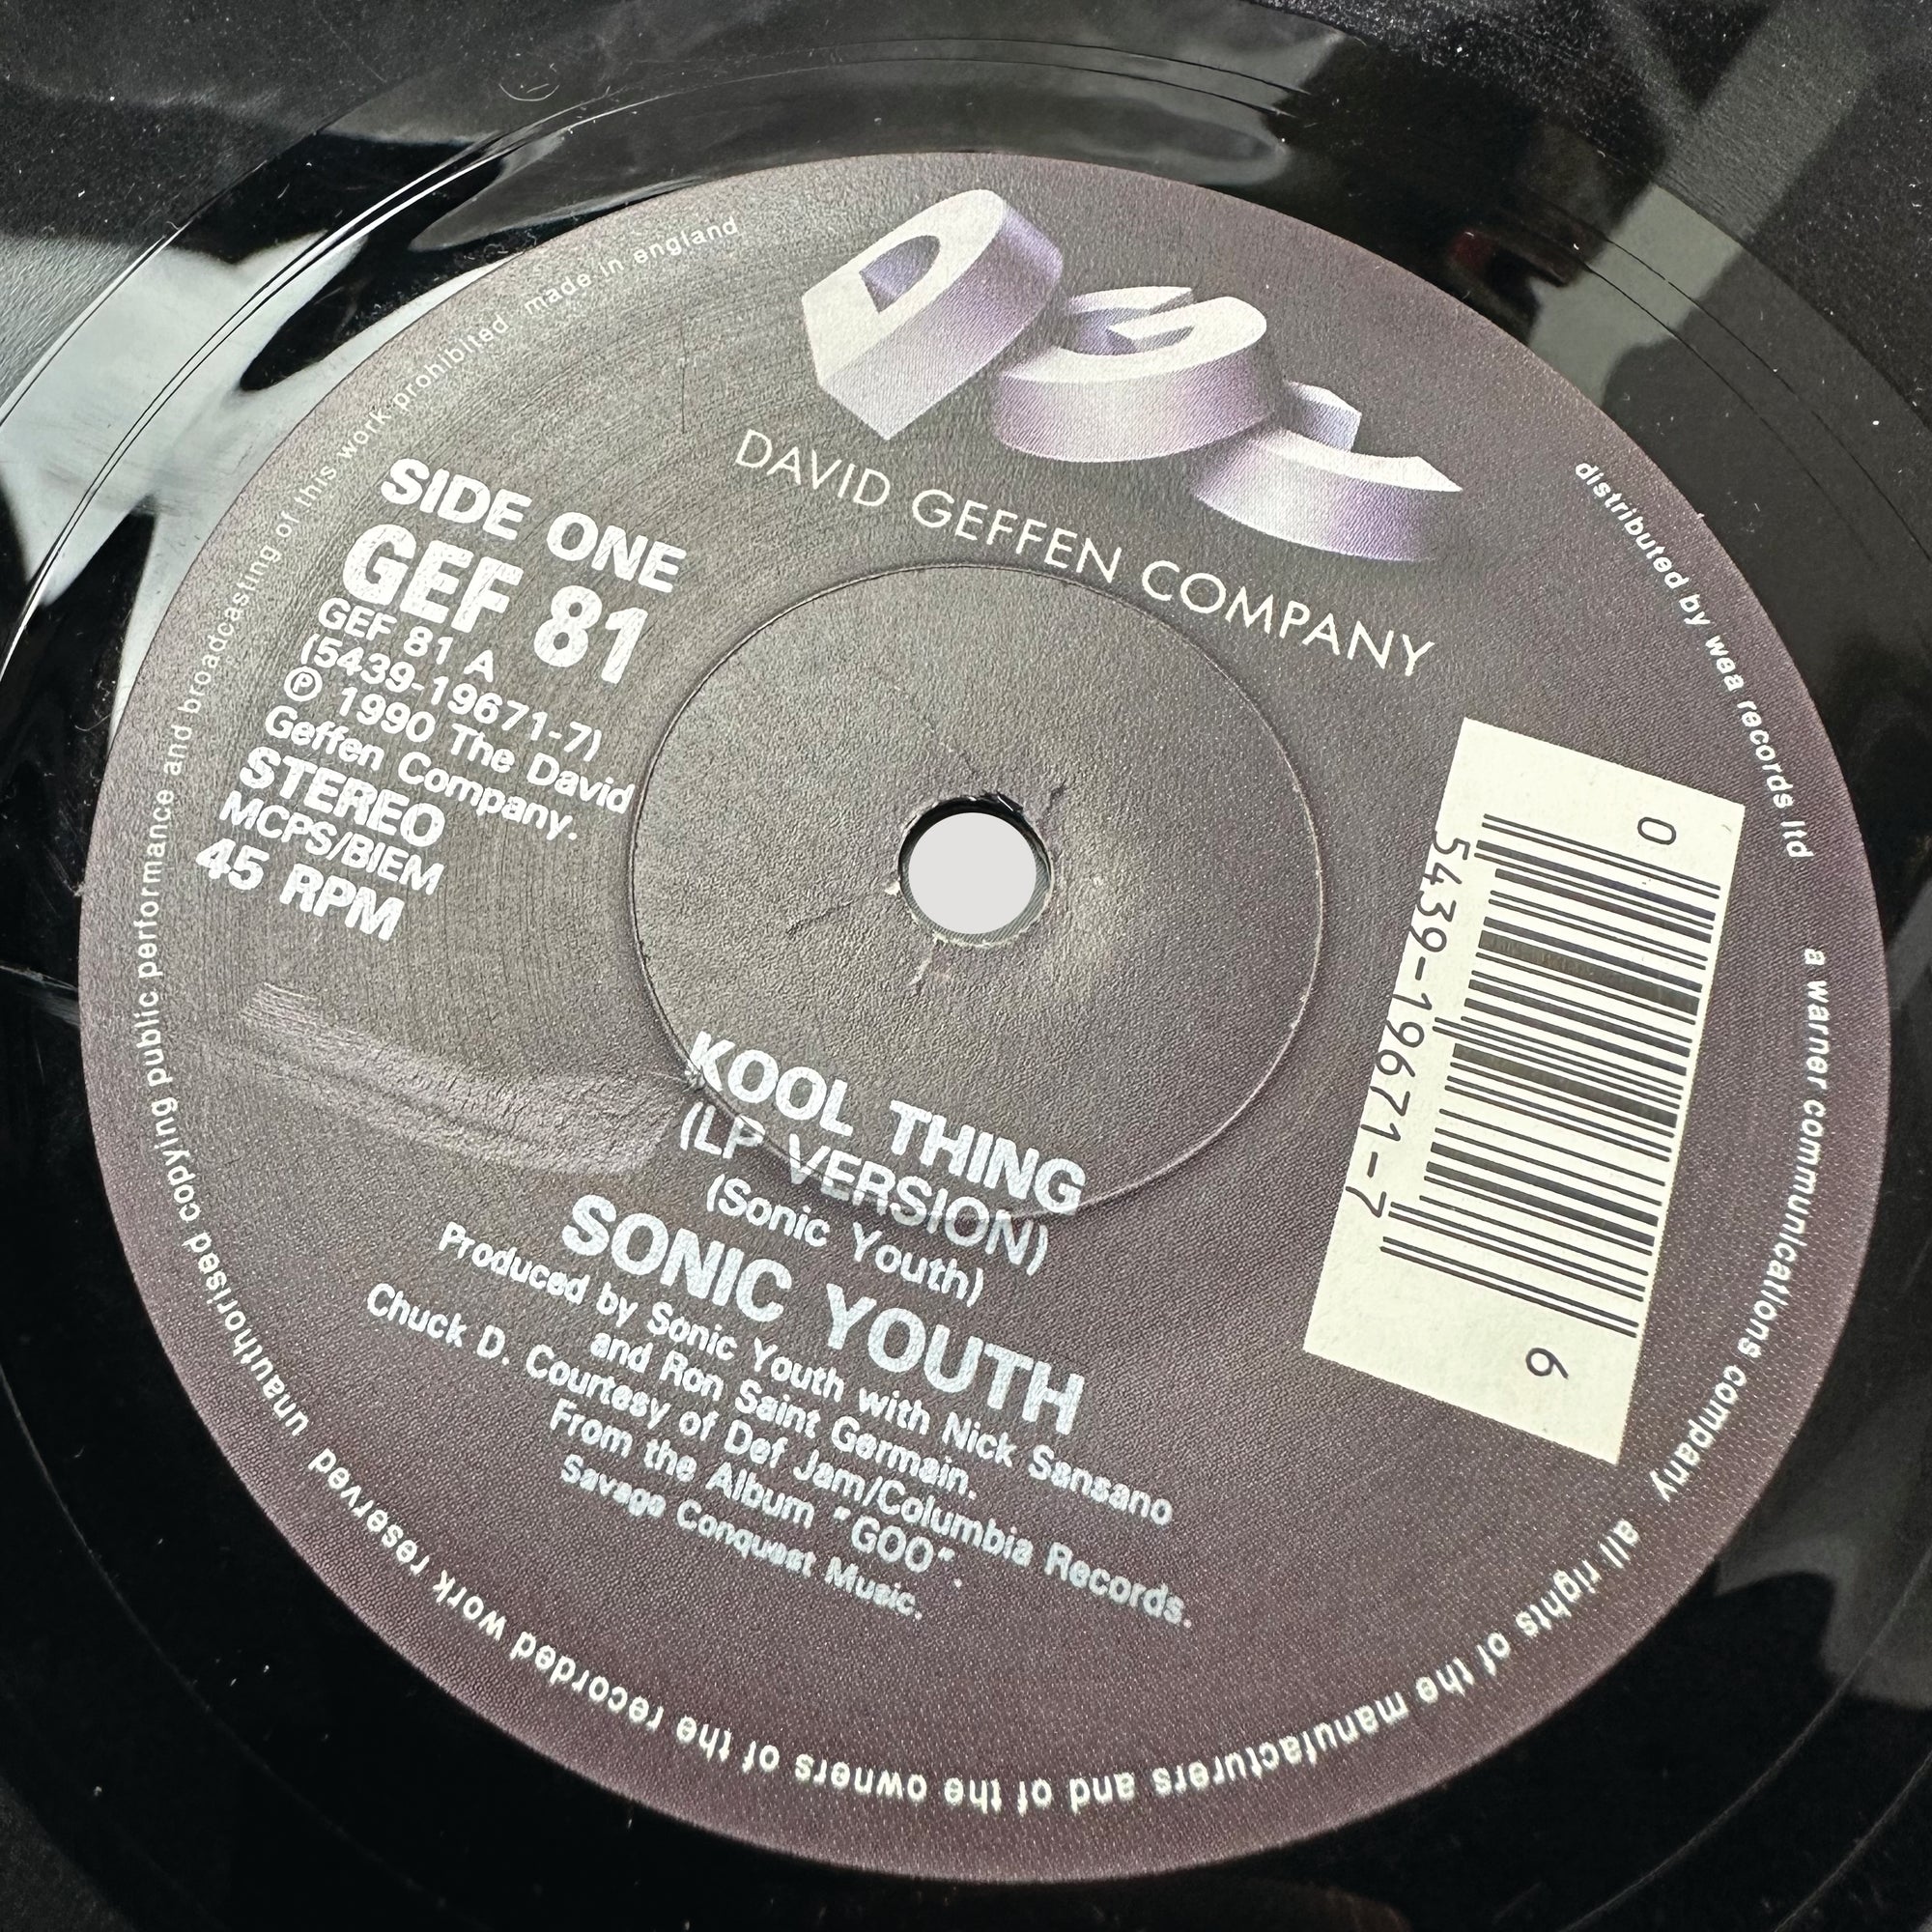 DGC
DAVID GEFFEN COMPANY
SIDE ONE
GEF 81
GEF 81 A
(5439-19671-7)
℗ 1990 The David
Geffen Company.
STEREO
MCPS/BIEM
45 RPM
0
5439-19671-7
6
KOOL THING
(LP VERSION)
(Sonic Youth)
SONIC YOUTH
Produced by Sonic Youth with Nick Sansano
and Ron Saint Germain.
Chuck D. Courtesy of Def Jam/Columbia Records.
From the Album "GOO".
Savage Conquest Music.
distributed by wea records ltd a warner communications company all rights of the manufacturers and of the owners of the recorded work reserved unauthorised copying public performance and broadcasting of this work prohibited made in england